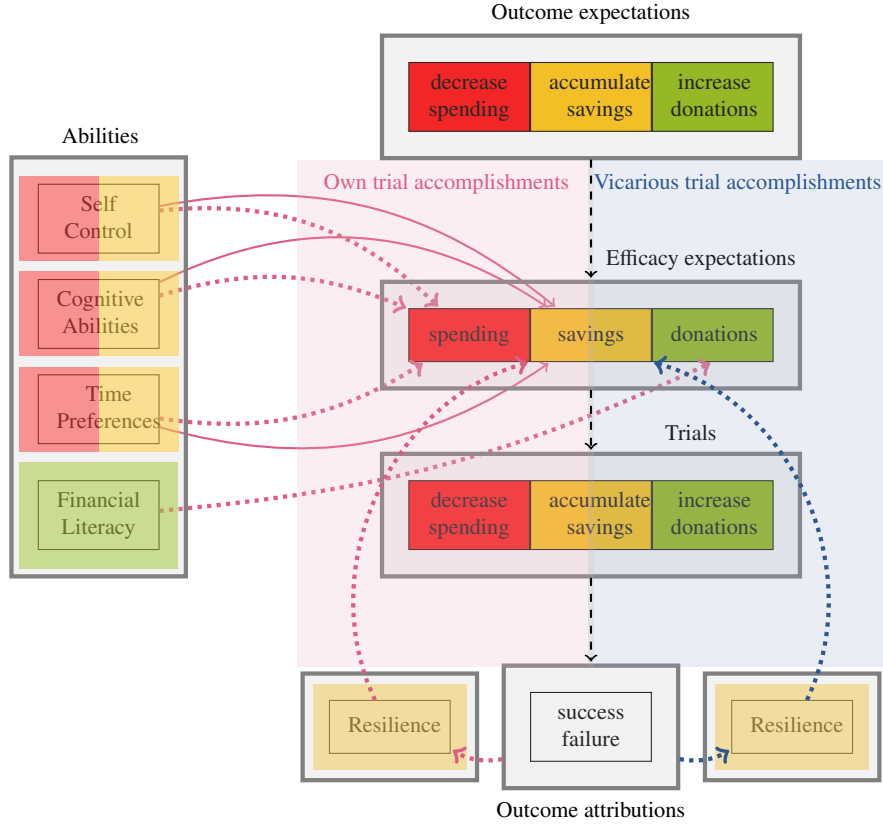 Outcome expectations
decrease
spending
accumulate
savings
increase
donations
Abilities
Self
Control
Cognitive
Abilities
Time
Preferences
Financial
Literacy
Own trial accomplishments
Vicarious trial accomplishments
Efficacy expectations
spending
savings
donations
Trials
decrease
spending
accumulate
savings
increase
donations
Resilience
success
failure
Resilience
Outcome attributions